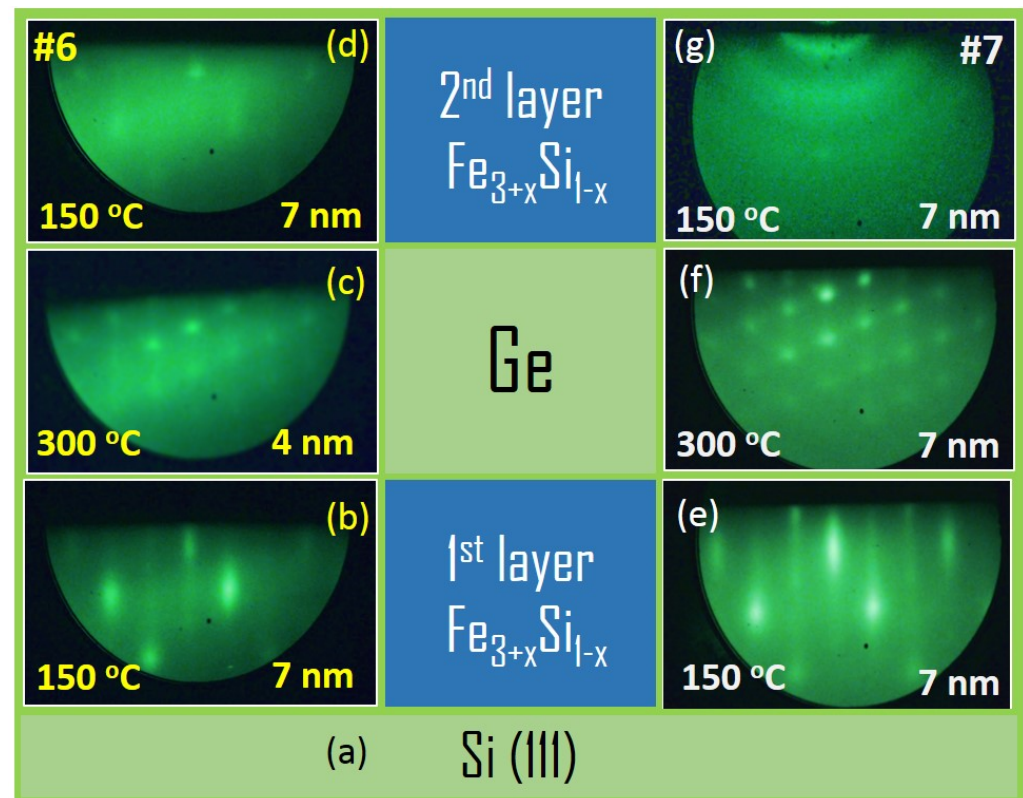 #6
(d)
150 °C
7 nm
2nd layer
Fe3+xSi1-x
(g)
#7
150 °C
7 nm
(c)
300 °C
4 nm
Ge
(f)
300 °C
7 nm
(b)
150 °C
7 nm
1st layer
Fe3+xSi1-x
(e)
150 °C
7 nm
(a)
Si (111)